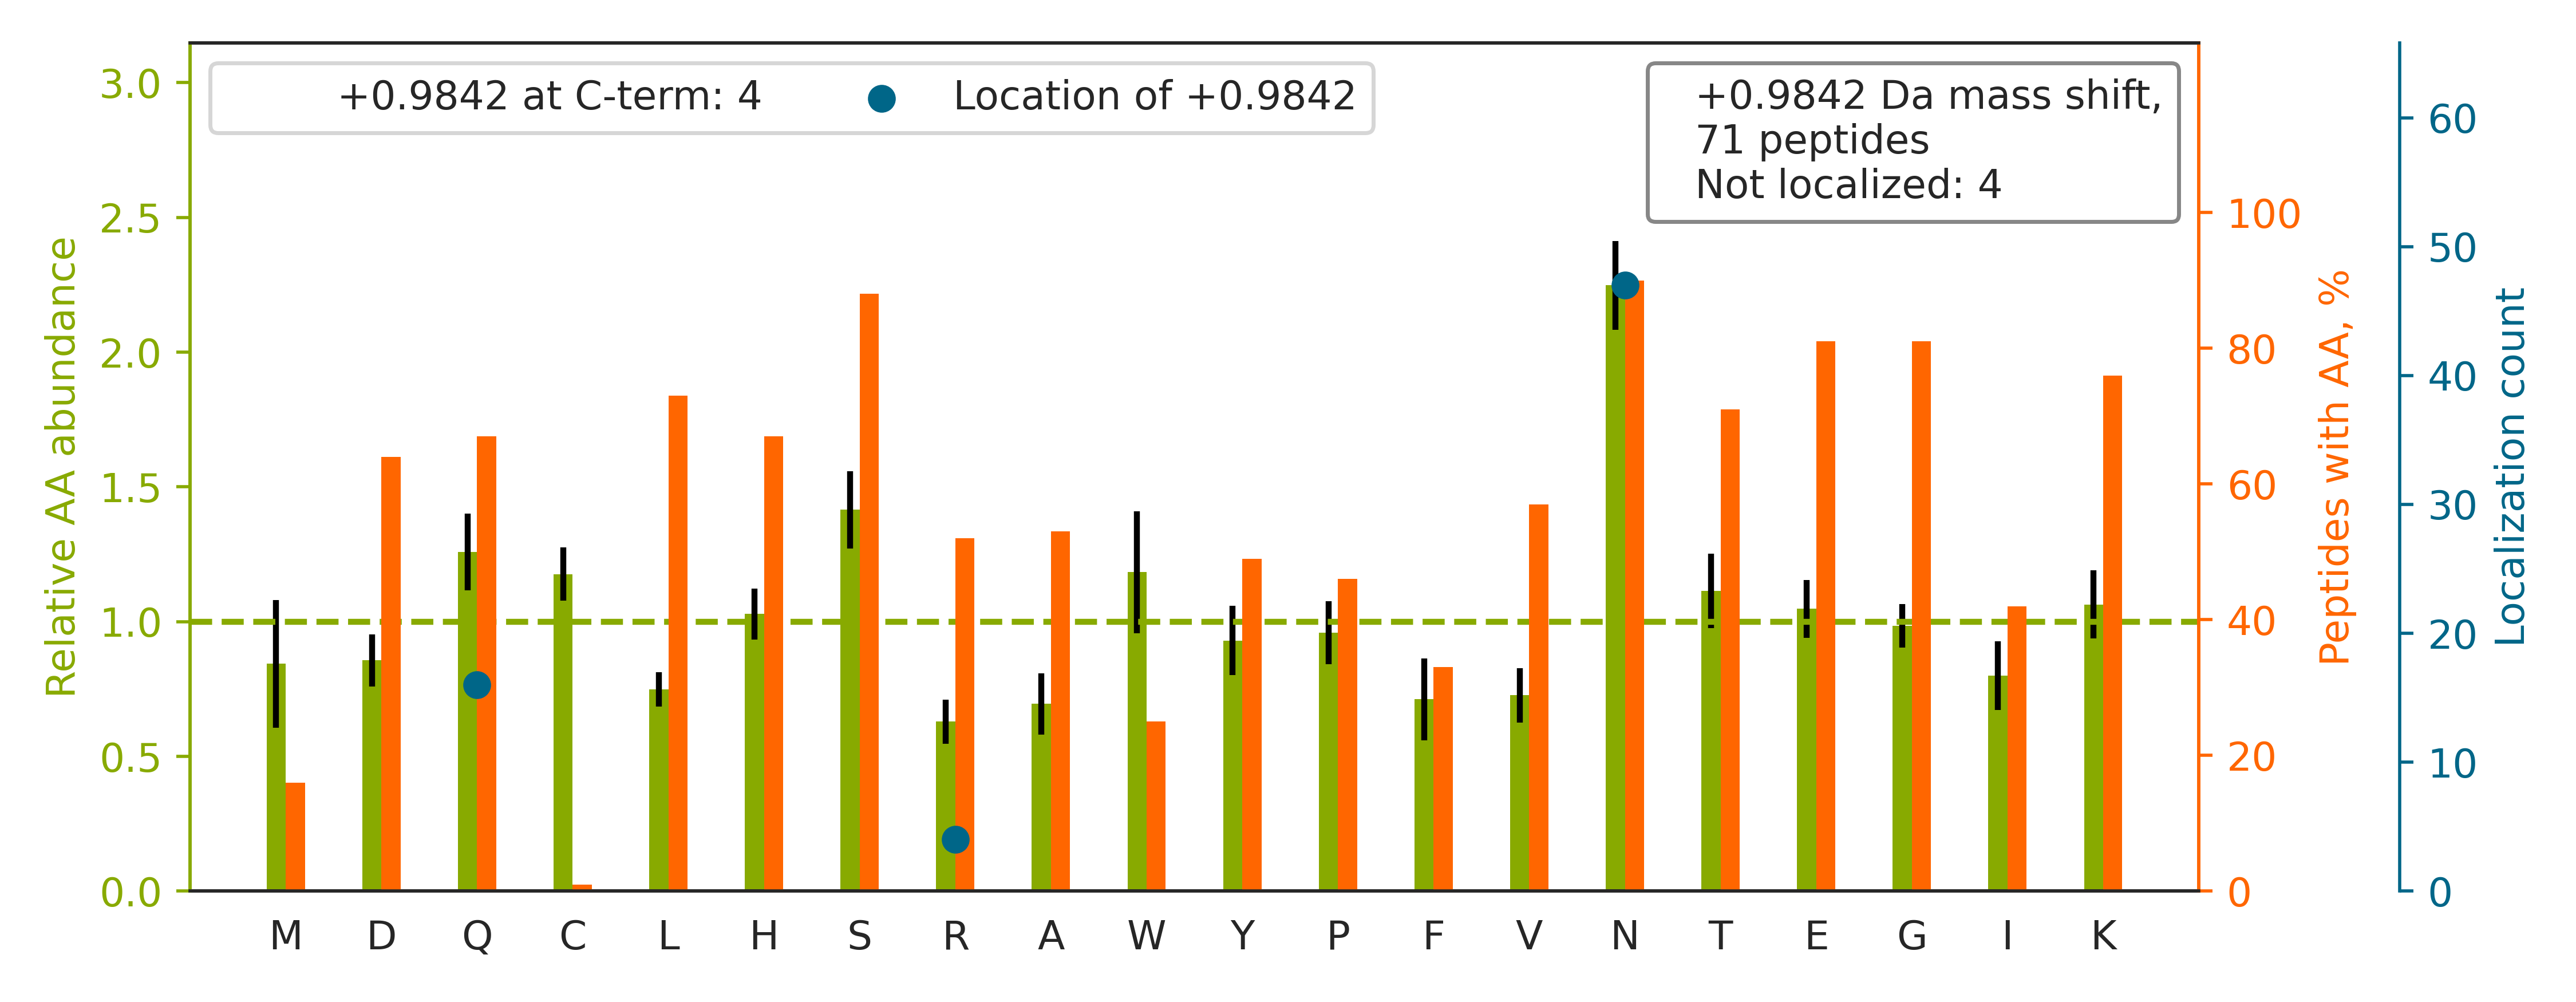 +0.9842 at C-term: 4
Location of +0.9842
+0.9842 Da mass shift,
71 peptides
Not localized: 4
Relative AA abundance
3.0
2.5
2.0
1.5
1.0
0.5
0.0
M D Q C L H S R A W Y P F V N T E G I K
100
80
60
40
20
0
Peptides with AA, %
60
50
40
30
20
10
0
Localization count